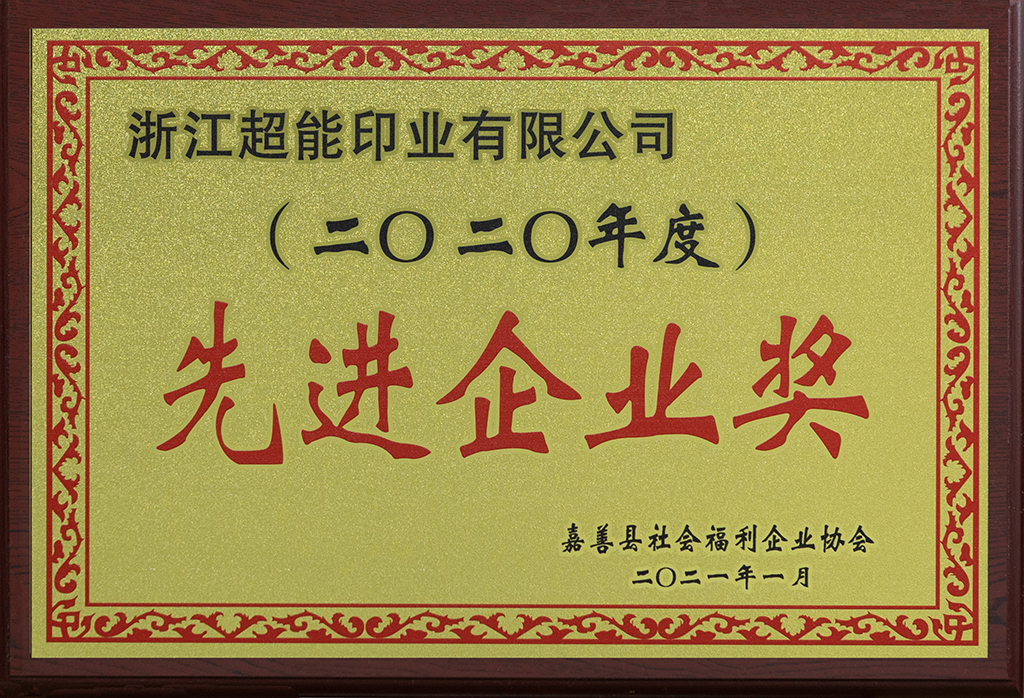 浙江超能印业有限公司
（二〇二〇年度）
先进企业奖
嘉善县社会福利企业协会
二〇二一年一月